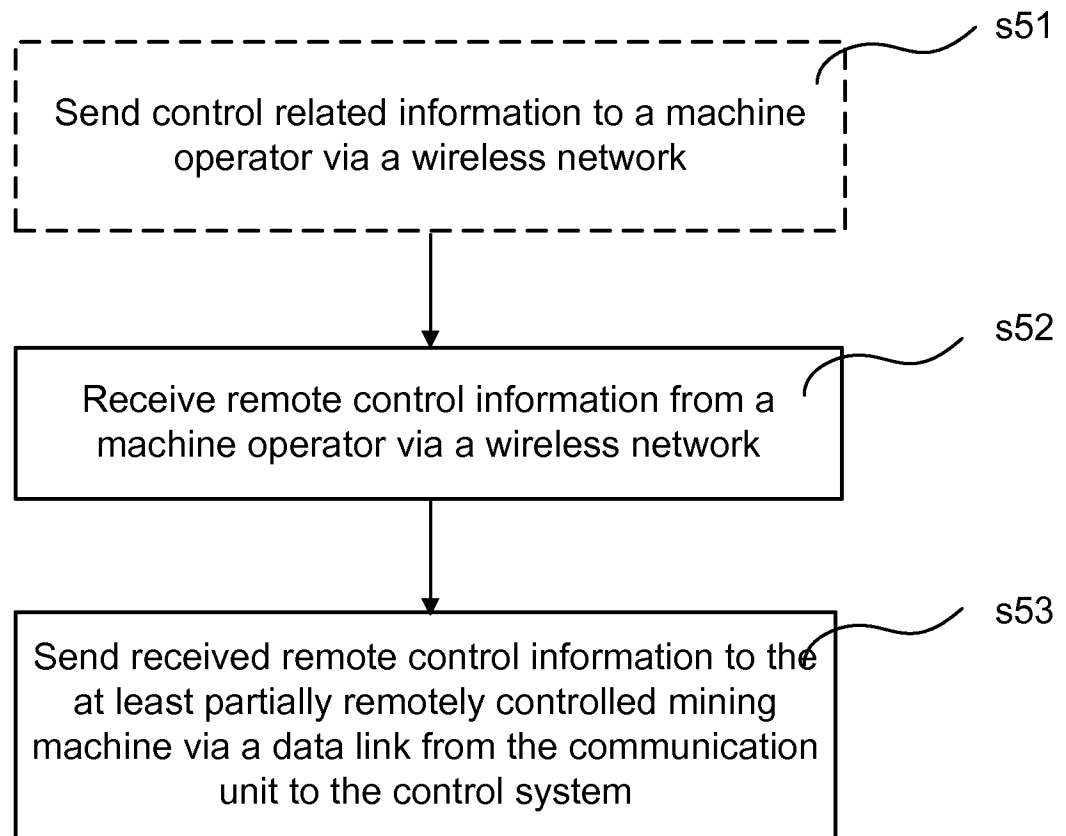 s51
Send control related information to a machine
operator via a wireless network
s52
Receive remote control information from a
machine operator via a wireless network
s53
Send received remote control information to the
at least partially remotely controlled mining
machine via a data link from the communication
unit to the control system